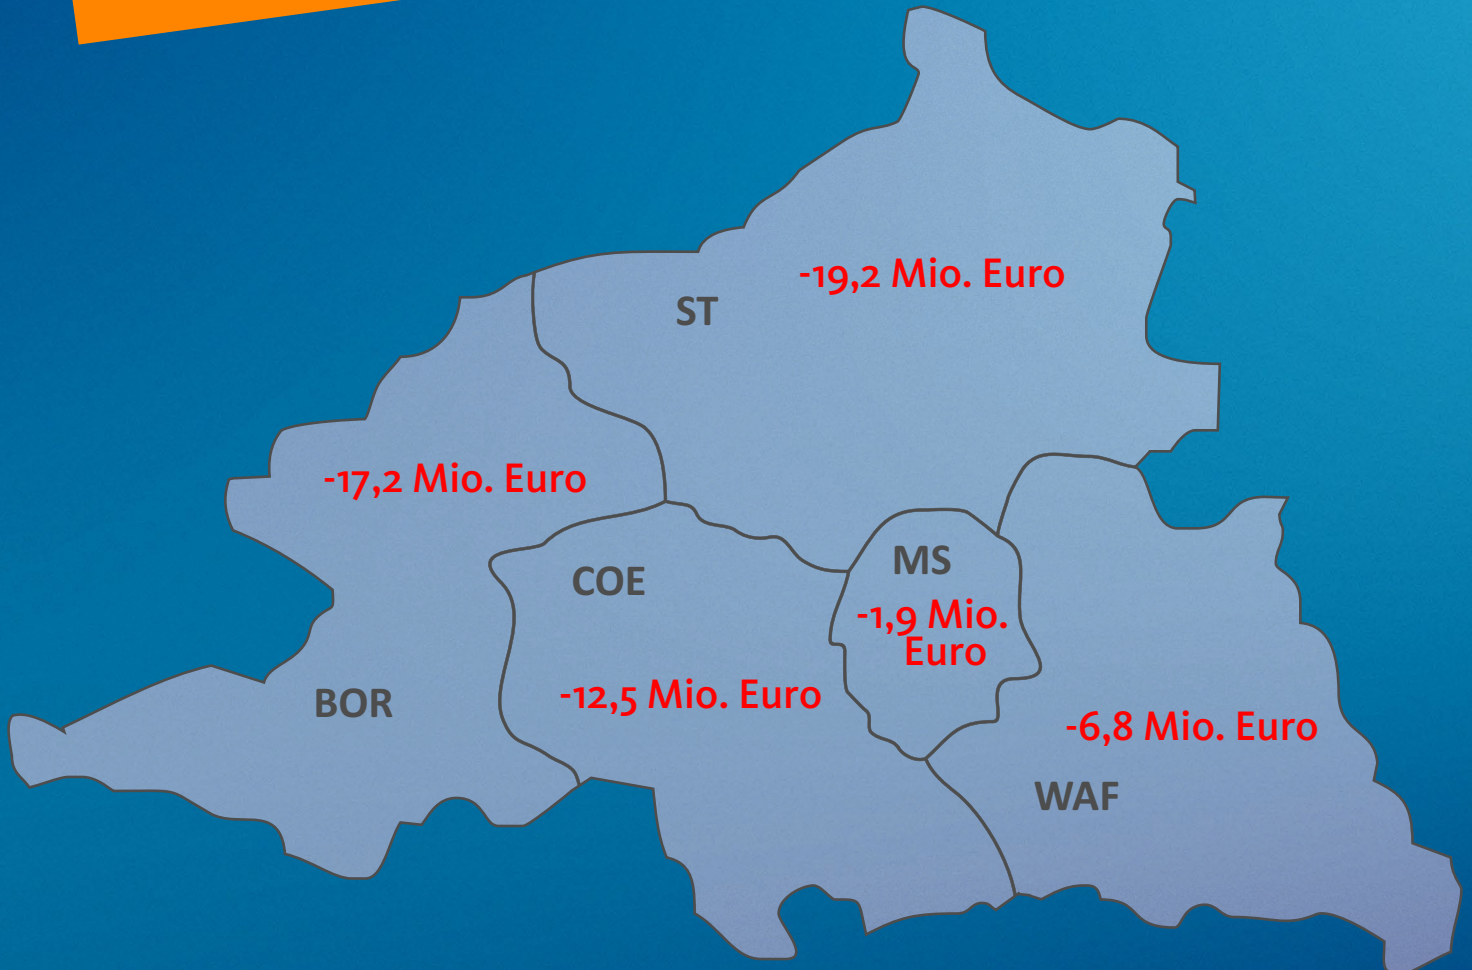 -19,2 Mio. Euro
ST
-17,2 Mio. Euro
MS
COE
-1,9 Mio.
Euro
-12,5 Mio. Euro
BOR
-6,8 Mio. Euro
WAF